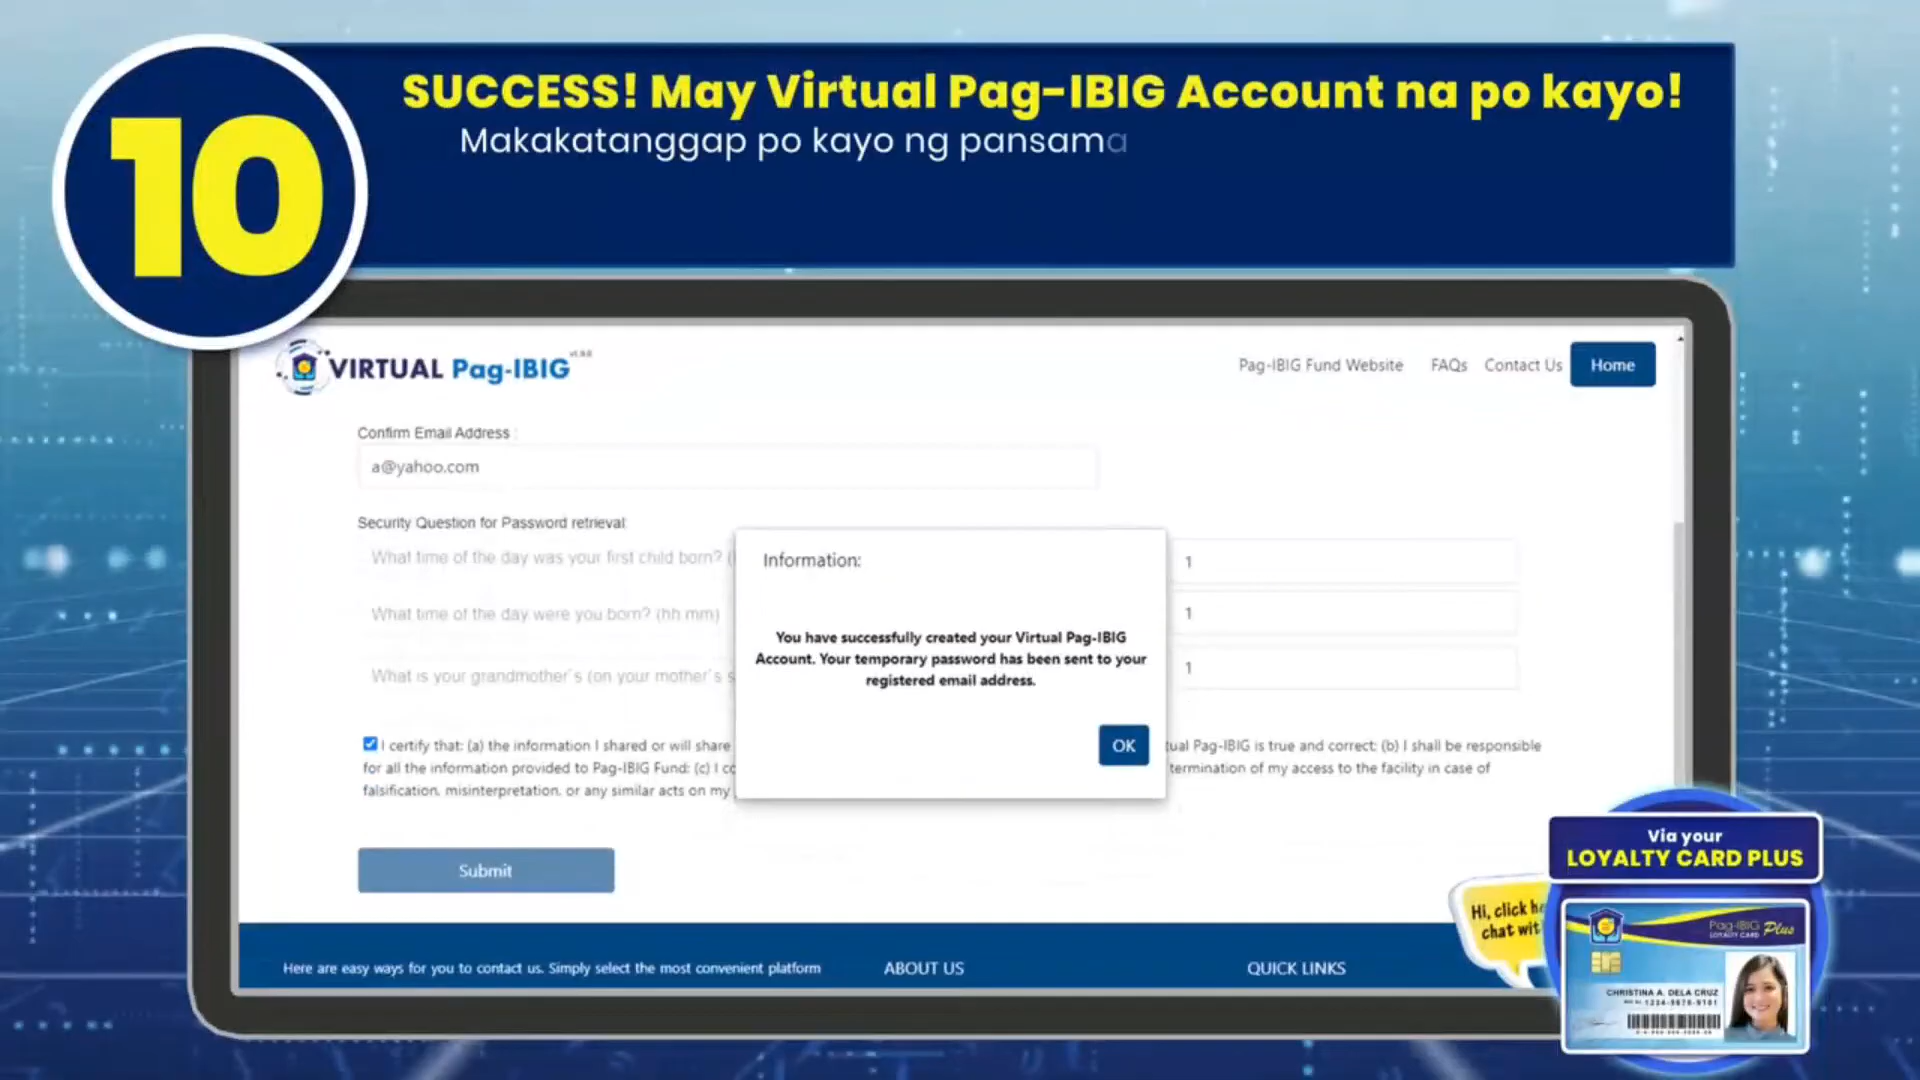 10
SUCCESS! May Virtual Pag-IBIG Account na po kayo!
Makakatanggap po kayo ng pansama
VIRTUAL Pag-IBIG
Pag-IBIG Fund Website
FAQs
Contact Us
Home
Confirm Email Address :
a@yahoo.com
Security Question for Password retrieval:
What time of the day was your first child born? (
1
What time of the day were you born? (hh mm)
1
What is your grandmother's (on your mother's s
1
Information:
You have successfully created your Virtual Pag-IBIG
Account. Your temporary password has been sent to your
registered email address.
OK
I certify that: (a) the information I shared or will share
tual Pag-IBIG is true and correct: (b) I shall be responsible
for all the information provided to Pag-IBIG Fund: (c) I co
termination of my access to the facility in case of
falsification. misinterpretation. or any similar acts on my
Submit
Via your
LOYALTY CARD PLUS
Hi, click he
chat wit
Pag-IBIG Plus
LOYALTY CARD
CHRISTINA A. DELA CRUZ
Here are easy ways for you to contact us. Simply select the most convenient platform
ABOUT US
QUICK LINKS